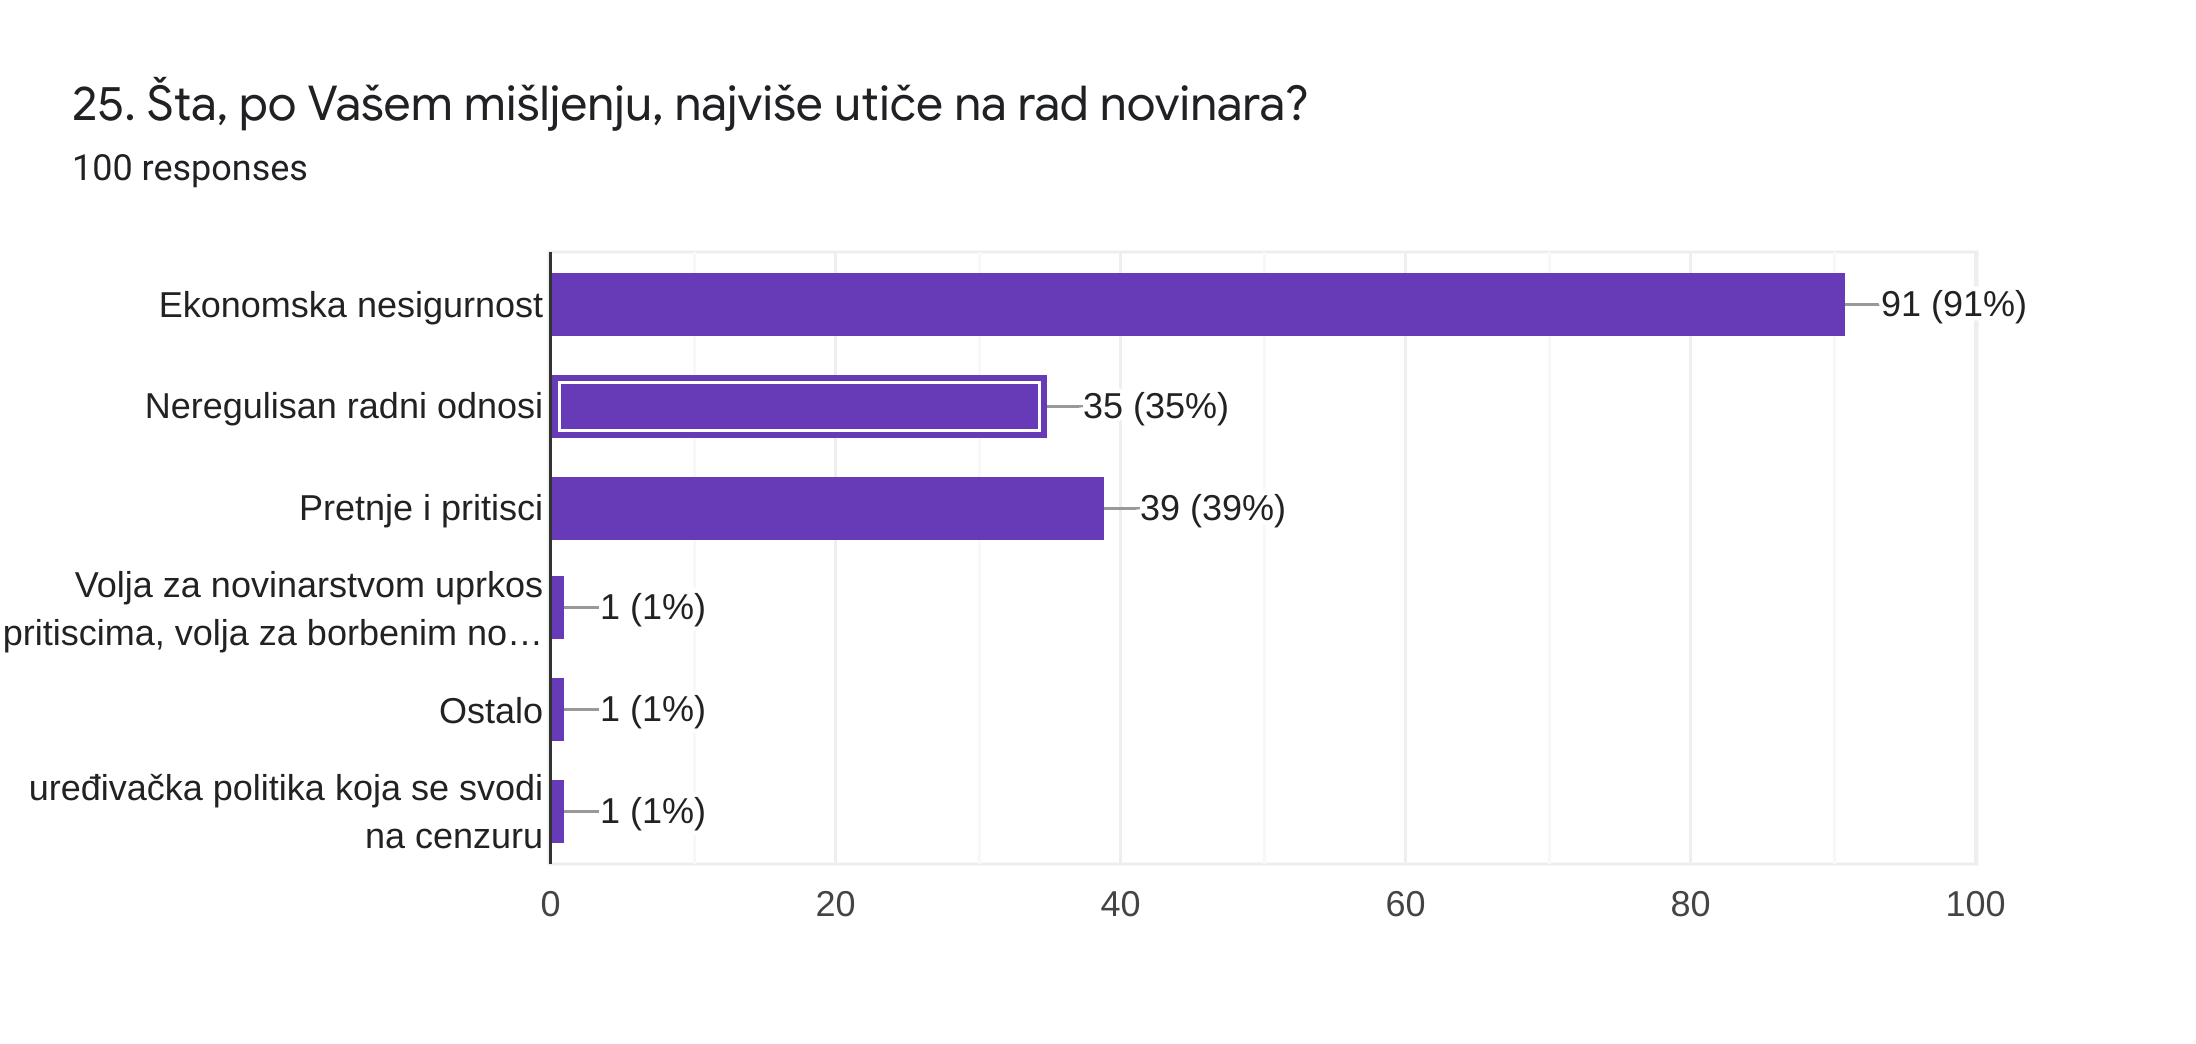 25. Šta, po Vašem mišljenju, najviše utiče na rad novinara?
100 responses
Ekonomska nesigurnost
91 (91%)
Neregulisan radni odnosi
35 (35%)
Pretnje i pritisci
39 (39%)
Volja za novinarstvom uprkos
pritiscima, volja za borbenim no…
1 (1%)
Ostalo
1 (1%)
uređivačka politika koja se svodi
na cenzuru
1 (1%)
0 20 40 60 80 100